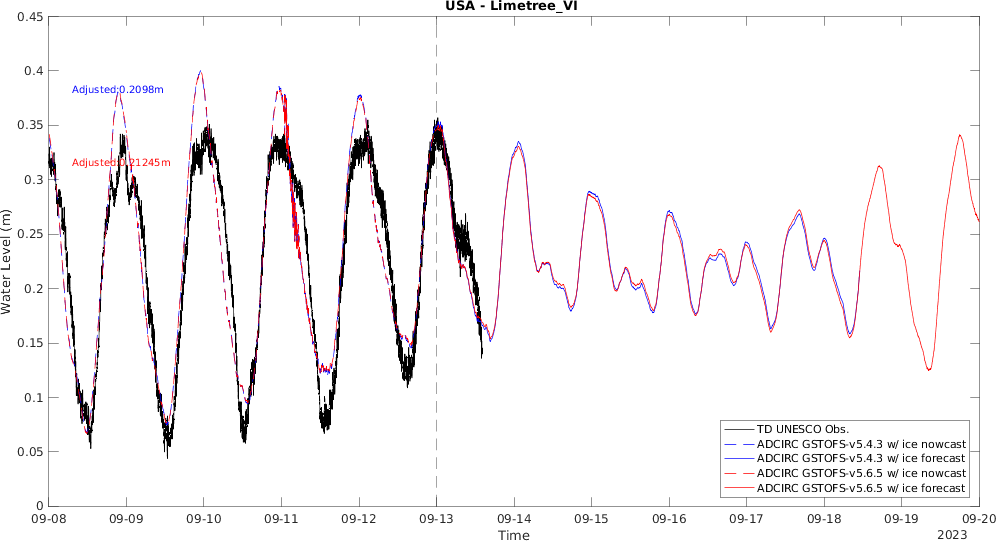 USA - Limetree_VI
0.45
0.4
0.35
0.3
0.25
0.2
0.15
0.1
0.05
0
Water Level (m)
Adjusted:0.2098m
Adjusted:0.21245m
TD UNESCO Obs.
ADCIRC GSTOFS-v5.4.3 w/ ice nowcast
ADCIRC GSTOFS-v5.4.3 w/ ice forecast
ADCIRC GSTOFS-v5.6.5 w/ ice nowcast
ADCIRC GSTOFS-v5.6.5 w/ ice forecast
09-08 09-09 09-10 09-11 09-12 09-13 09-14 09-15 09-16 09-17 09-18 09-19 09-20
Time
2023